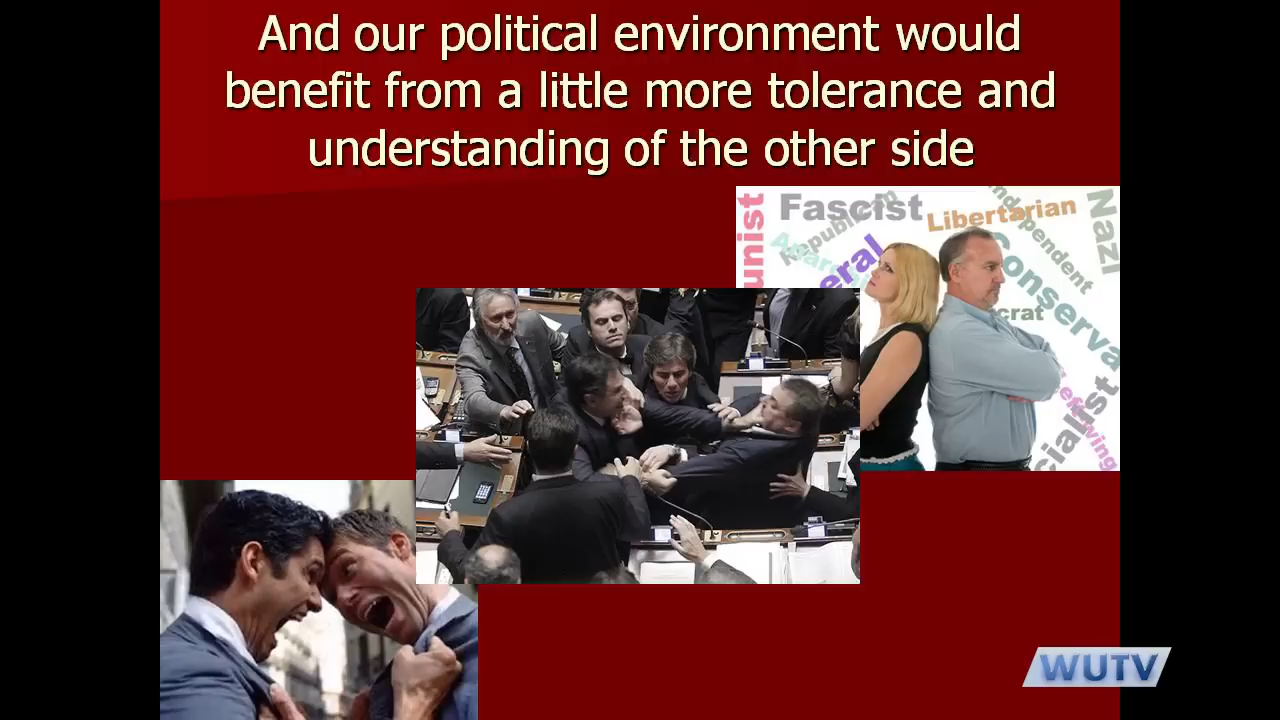 And our political environment would
benefit from a little more tolerance and
understanding of the other side
Fascist
Libertarian
Nazi
Republican
Independent
unist
eral
Conserva
crat
cialist
WUTV